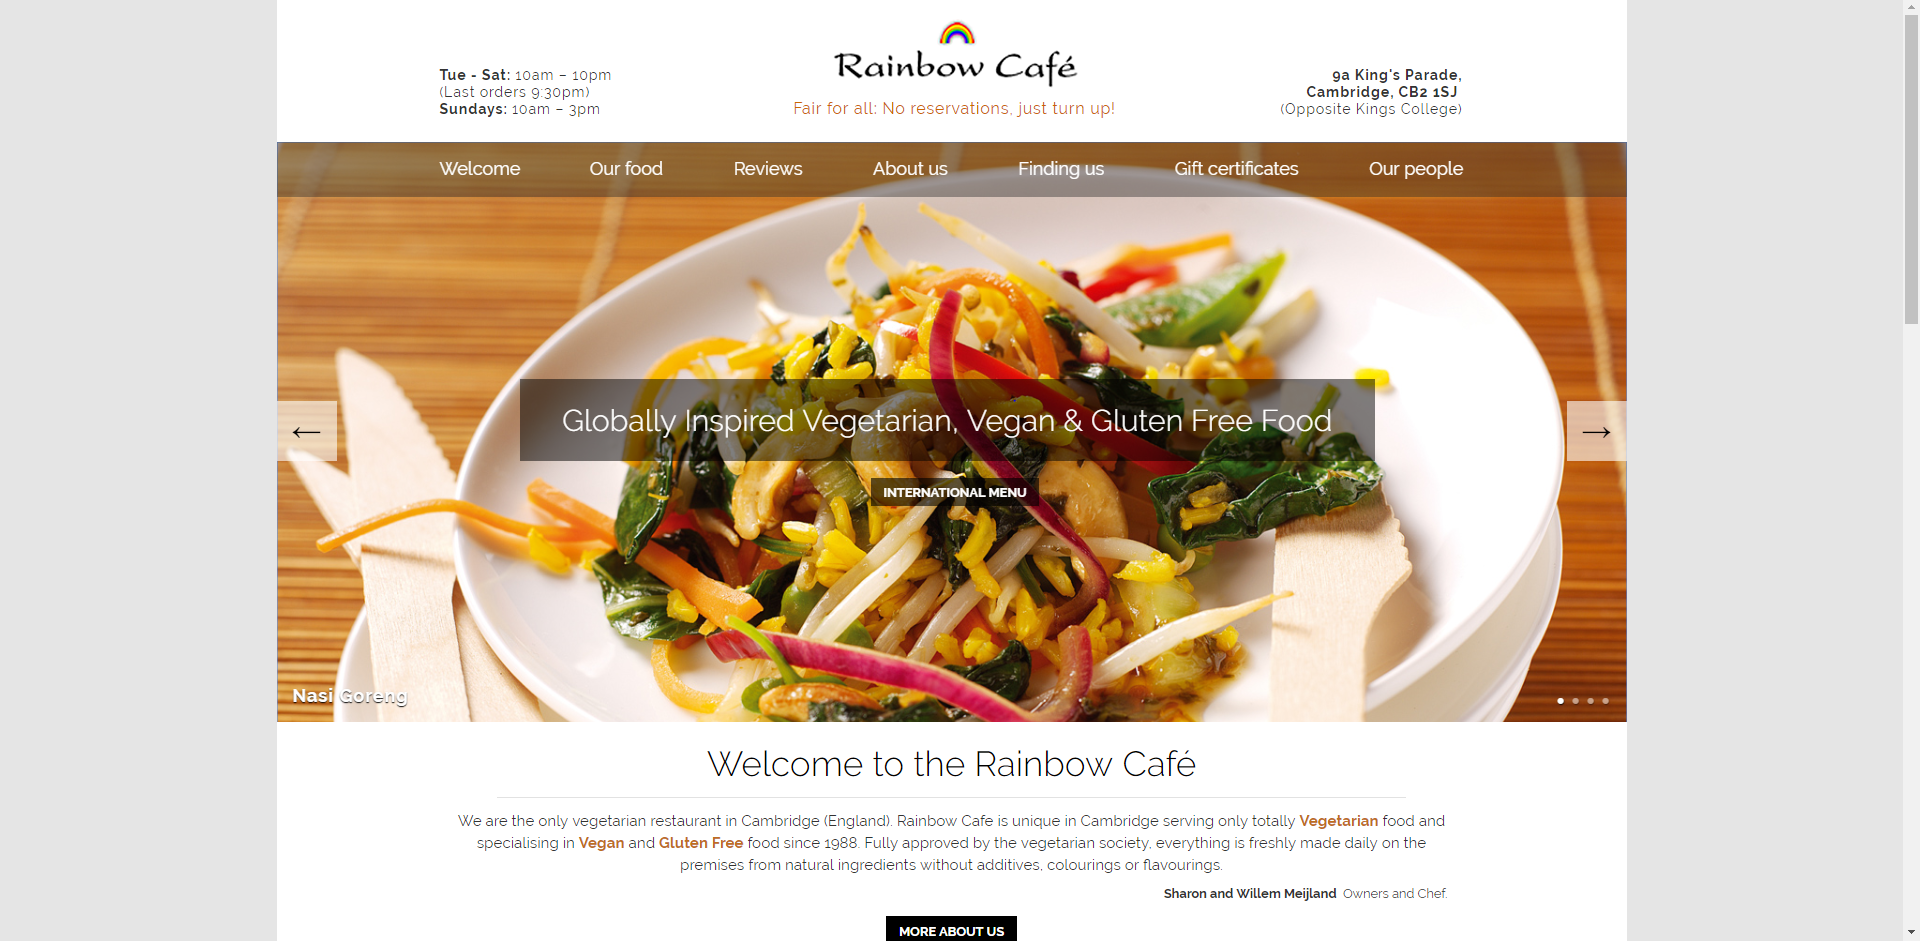 Rainbow Café
Tue - Sat: 10am – 10pm
(Last orders 9:30pm)
Sundays: 10am – 3pm
Fair for all: No reservations, just turn up!
9a King's Parade,
Cambridge, CB2 1SJ
(Opposite Kings College)
Welcome Our food Reviews About us Finding us Gift certificates Our people
Globally Inspired Vegetarian, Vegan & Gluten Free Food
← →
INTERNATIONAL MENU
Nasi Goreng
Welcome to the Rainbow Café
We are the only vegetarian restaurant in Cambridge (England). Rainbow Cafe is unique in Cambridge serving only totally Vegetarian food and
specialising in Vegan and Gluten Free food since 1988. Fully approved by the vegetarian society, everything is freshly made daily on the
premises from natural ingredients without additives, colourings or flavourings.
Sharon and Willem Meijland Owners and Chef.
MORE ABOUT US